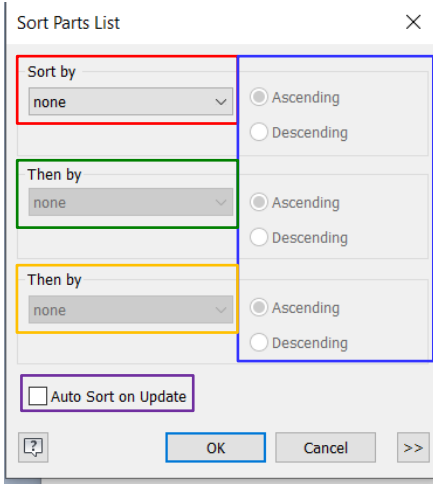 Sort Parts List
Sort by
none
Ascending
Descending
Then by
none
Ascending
Descending
Then by
none
Ascending
Descending
Auto Sort on Update
?
OK
Cancel
>>